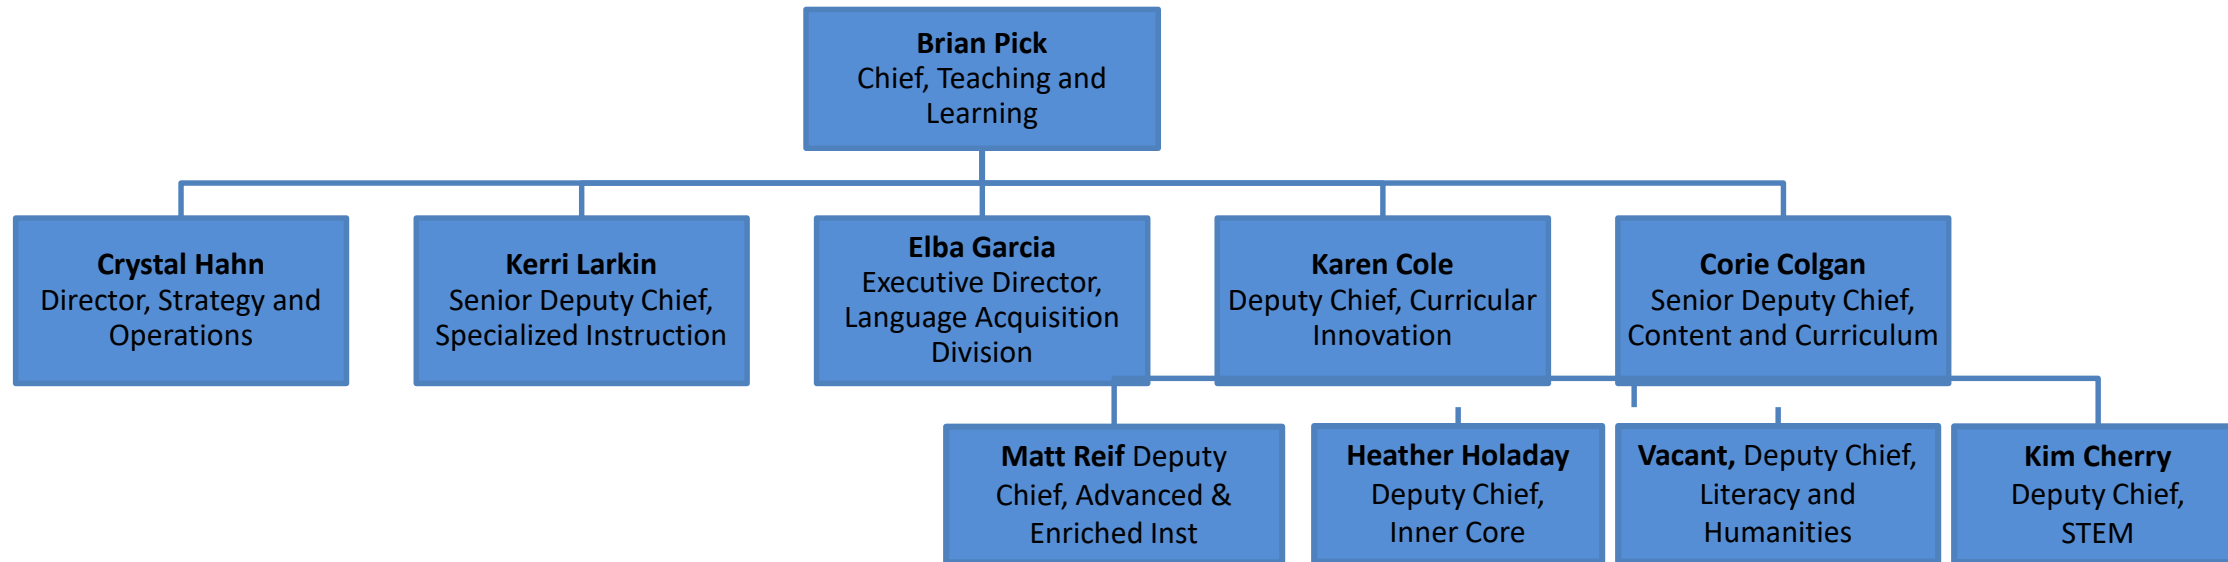 Brian Pick
Chief, Teaching and
Learning
Crystal Hahn
Director, Strategy and
Operations
Kerri Larkin
Senior Deputy Chief,
Specialized Instruction
Elba Garcia
Executive Director,
Language Acquisition
Division
Karen Cole
Deputy Chief, Curricular
Innovation
Corie Colgan
Senior Deputy Chief,
Content and Curriculum
Matt Reif Deputy
Chief, Advanced &
Enriched Inst
Heather Holaday
Deputy Chief,
Inner Core
Vacant, Deputy Chief,
Literacy and
Humanities
Kim Cherry
Deputy Chief,
STEM